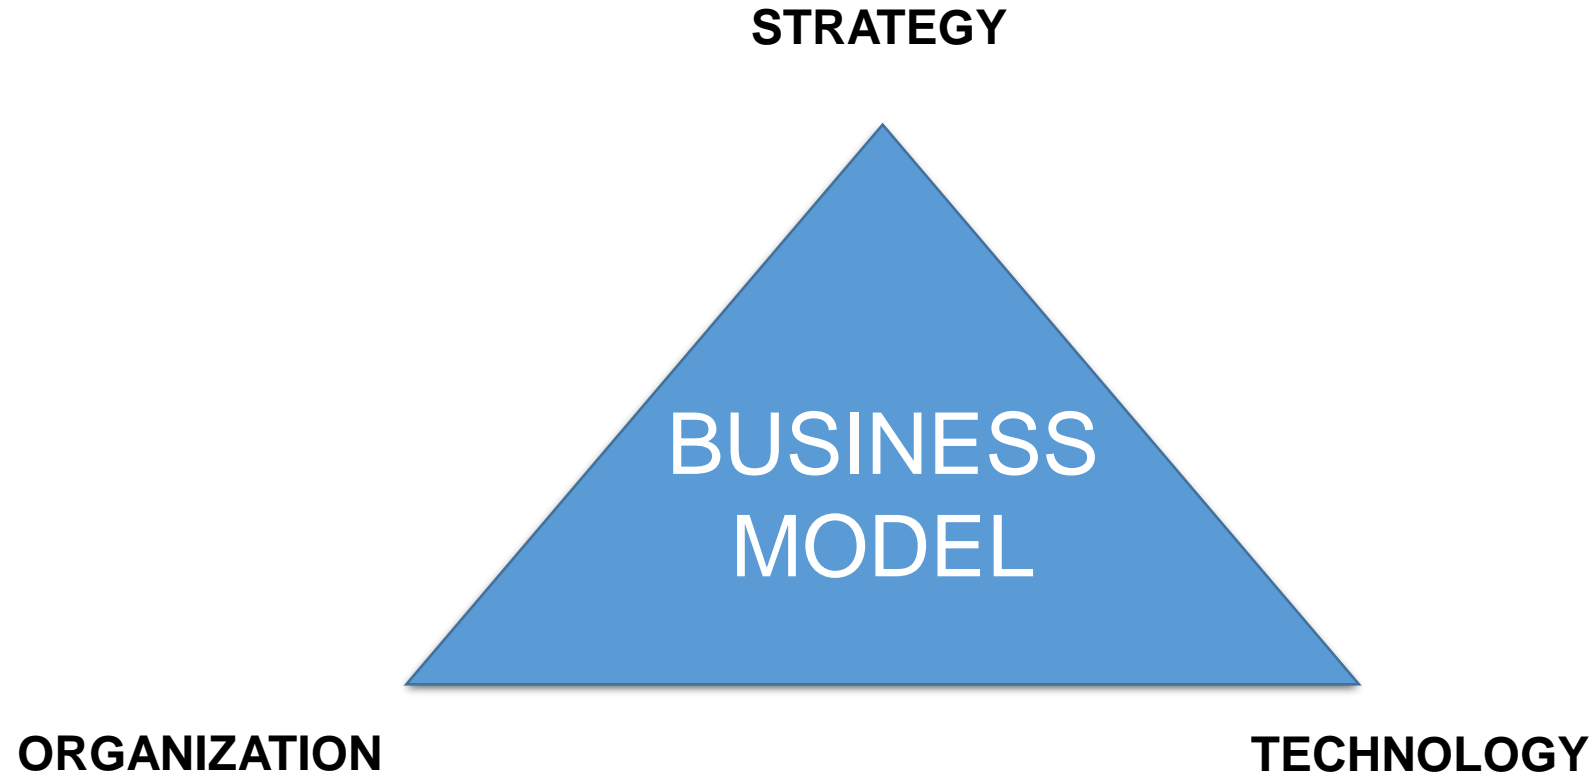 STRATEGY
BUSINESS
MODEL
ORGANIZATION
TECHNOLOGY